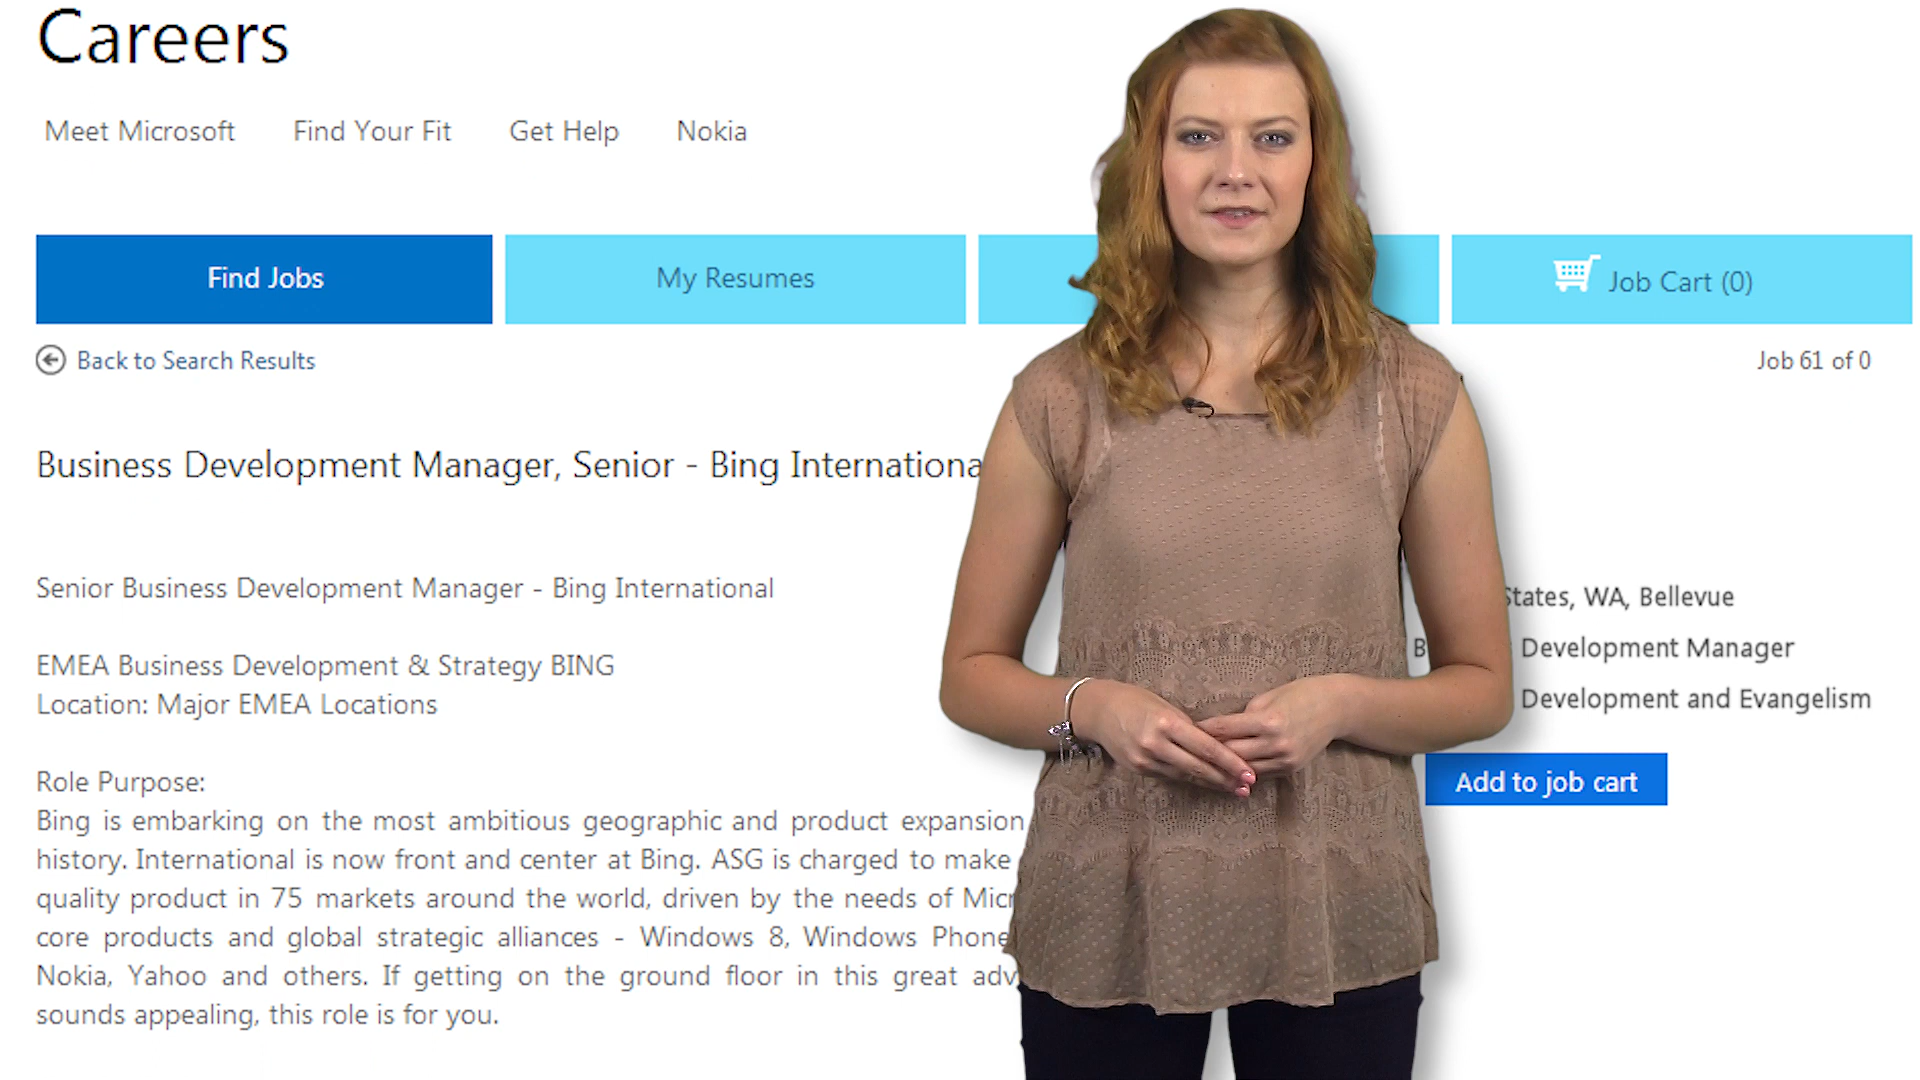 Careers
Meet Microsoft Find Your Fit Get Help Nokia
Find Jobs My Resumes Job Cart (0)
Back to Search Results Job 61 of 0
Business Development Manager, Senior - Bing Internationa
Senior Business Development Manager - Bing International
States, WA, Bellevue
Development Manager
EMEA Business Development & Strategy BING
Development and Evangelism
Location: Major EMEA Locations
Add to job cart
Role Purpose:
Bing is embarking on the most ambitious geographic and product expansion
history. International is now front and center at Bing. ASG is charged to make
quality product in 75 markets around the world, driven by the needs of Micr
core products and global strategic alliances - Windows 8, Windows Phone
Nokia, Yahoo and others. If getting on the ground floor in this great adv
sounds appealing, this role is for you.